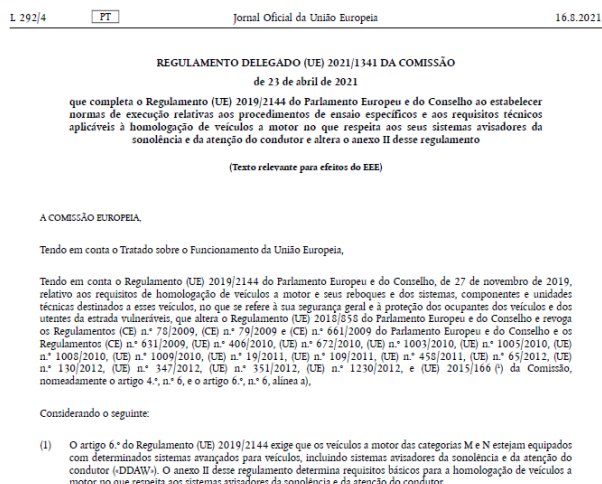 L 292/4 PT Jornal Oficial da União Europeia 16.8.2021
REGULAMENTO DELEGADO (UE) 2021/1341 DA COMISSÃO
de 23 de abril de 2021
que completa o Regulamento (UE) 2019/2144 do Parlamento Europeu e do Conselho ao estabelecer
normas de execução relativas aos procedimentos de ensaio específicos e aos requisitos técnicos
aplicáveis à homologação de veículos a motor no que respeita aos seus sistemas avisadores da
sonolência e da atenção do condutor e altera o anexo II desse regulamento
(Texto relevante para efeitos do EEE)
A COMISSÃO EUROPEIA,
Tendo em conta o Tratado sobre o Funcionamento da União Europeia,
Tendo em conta o Regulamento (UE) 2019/2144 do Parlamento Europeu e do Conselho, de 27 de novembro de 2019,
relativo aos requisitos de homologação de veículos a motor e seus reboques e dos sistemas, componentes e unidades
técnicas destinados a esses veículos, no que se refere à sua segurança geral e à proteção dos ocupantes dos veículos e dos
utentes da estrada vulneráveis, que altera o Regulamento (UE) 2018/858 do Parlamento Europeu e do Conselho e revoga
os Regulamentos (CE) n.º 78/2009, (CE) n.º 79/2009 e (CE) n.º 661/2009 do Parlamento Europeu e do Conselho e os
Regulamentos (CE) n.º 631/2009, (UE) n.º 406/2010, (UE) n.º 672/2010, (UE) n.º 1003/2010, (UE) n.º 1005/2010, (UE)
n.º 1008/2010, (UE) n.º 1009/2010, (UE) n.º 19/2011, (UE) n.º 109/2011, (UE) n.º 458/2011, (UE) n.º 65/2012, (UE)
n.º 130/2012, (UE) n.º 347/2012, (UE) n.º 351/2012, (UE) n.º 1230/2012, e (UE) 2015/166 (¹) da Comissão,
nomeadamente o artigo 4.º, n.º 6, e o artigo 6.º, n.º 6, alínea a),
Considerando o seguinte:
(1) O artigo 6.º do Regulamento (UE) 2019/2144 exige que os veículos a motor das categorias M e N estejam equipados
com determinados sistemas avançados para veículos, incluindo sistemas avisadores da sonolência e da atenção do
condutor («DDAW»). O anexo II desse regulamento determina requisitos básicos para a homologação de veículos a
motor no que respeita aos sistemas avisadores da sonolência e da atenção do condutor.